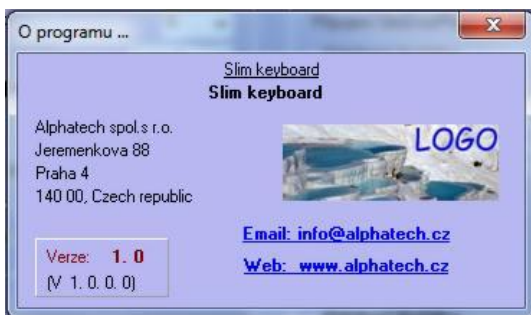 O programu ...
Slim keyboard
Slim keyboard
Alphatech spol.s r.o.
Jeremenkova 88
Praha 4
140 00, Czech republic
LOGO
Email: info@alphatech.cz
Web: www.alphatech.cz
Verze: 1. 0
(V 1. 0. 0. 0)